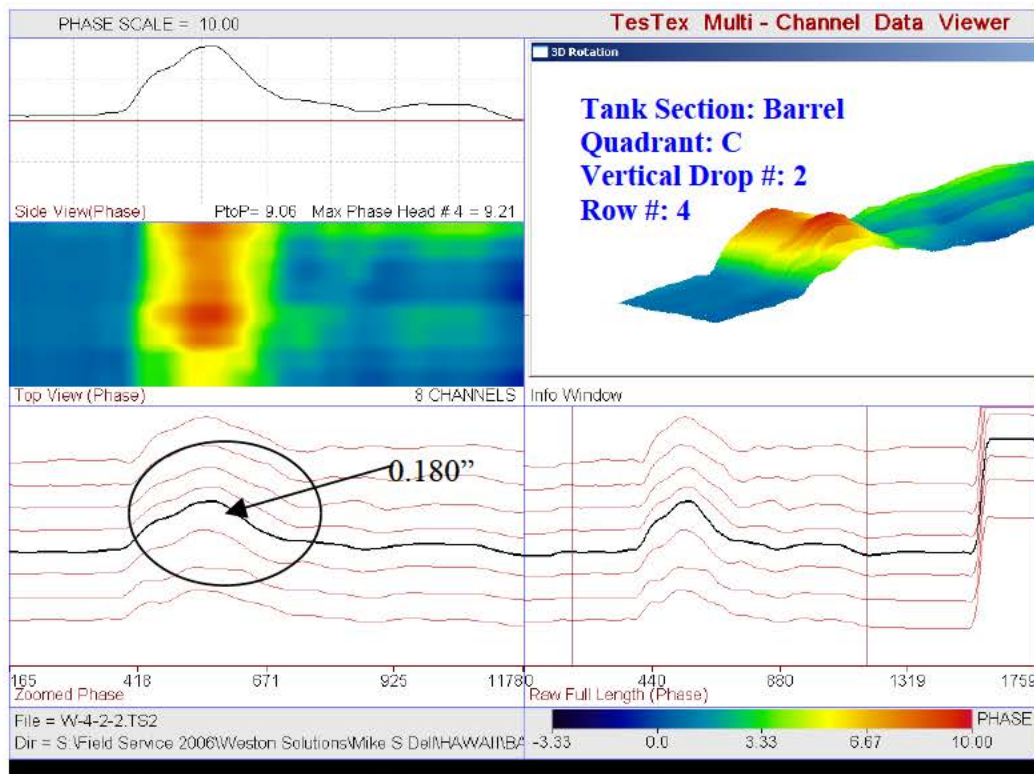 PHASE SCALE = 10.00
TesTex Multi - Channel Data Viewer
3D Rotation
Tank Section: Barrel
Quadrant: C
Vertical Drop #: 2
Row #: 4
Side View(Phase) PtoP= 9.06 Max Phase Head # 4 = 9.21
Top View (Phase) 8 CHANNELS
Info Window
0.180”
165 418 671 925 1178
Zoomed Phase
0 440 880 1319 1759
Raw Full Length (Phase)
File = W-4-2-2.TS2
Dir = S:\Field Service 2006\Weston Solutions\Mike S Dell\HAWAII\BA
PHASE
-3.33 0.0 3.33 6.67 10.00